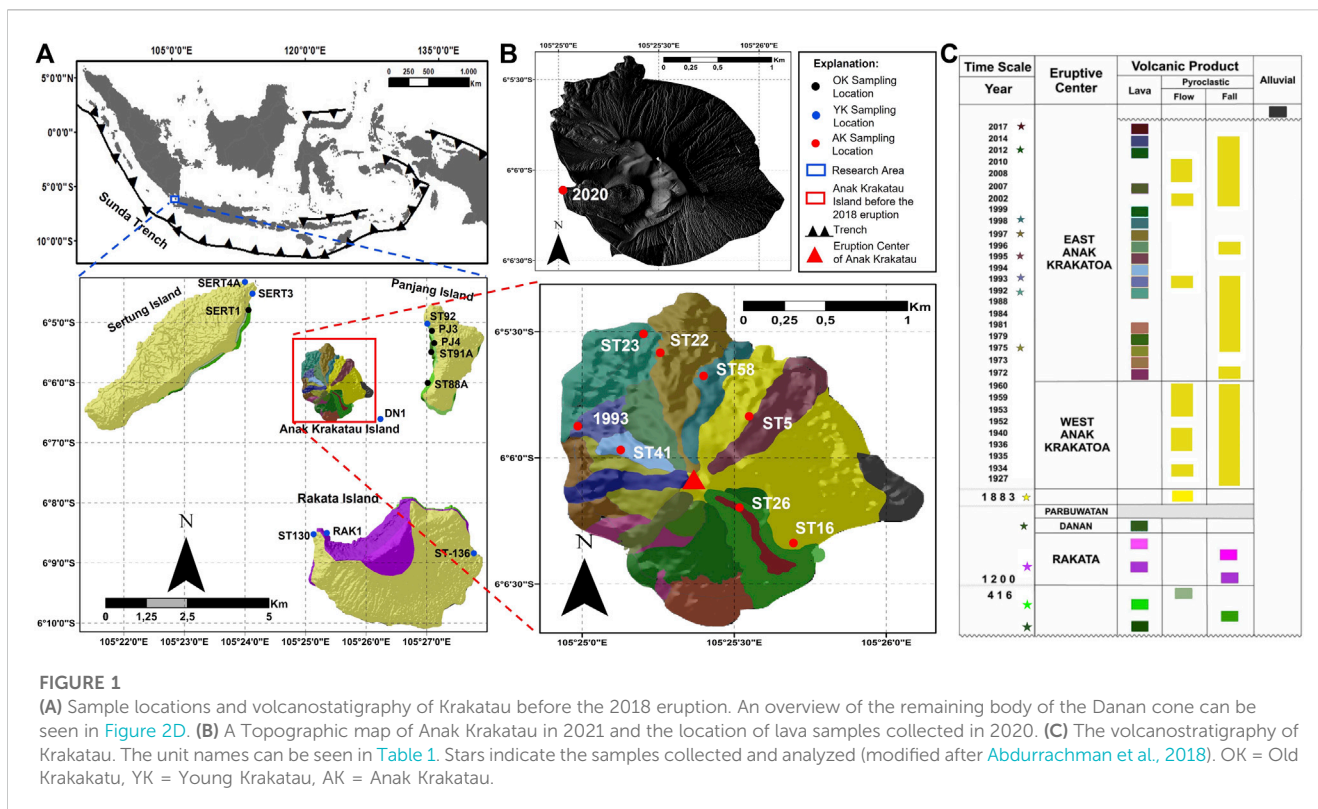 A
105°0'0"E
120°0'0"E
135°0'0"E
0 250 500 1.000
Km
5°0'0"N
0°0'0"
5°0'0"S
10°0'0"S
Sunda Trench
SERT4A
SERT3
SERT1
Sertung Island
Panjang Island
ST92
PJ3
PJ4
ST91A
ST88A
DN1
Anak Krakatau Island
Rakata Island
ST130
RAK1
ST-136
N
0 1,25 2,5 5
Km
6°5'0"S
6°6'0"S
6°7'0"S
6°8'0"S
6°9'0"S
6°10'0"S
105°22'0"E
105°23'0"E
105°24'0"E
105°25'0"E
105°26'0"E
105°27'0"E
B
105°25'0"E
105°25'30"E
105°26'0"E
0 0,25 0,5 1
Km
6°5'30"S
6°6'0"S
6°6'30"S
2020
N
Explanation:
OK Sampling
Location
YK Sampling
Location
AK Sampling
Location
Research Area
Anak Krakatau
Island before the
2018 eruption
Trench
Eruption Center
of Anak Krakatau
0 0,25 0,5 1
Km
6°5'30"S
6°6'0"S
6°6'30"S
ST23
ST22
ST58
1993
ST5
ST41
ST26
ST16
N
105°25'0"E
105°25'30"E
105°26'0"E
C
Time Scale
Year
Eruptive
Center
Volcanic Product
Lava
Pyroclastic
Flow
Fall
Alluvial
2017
2014
2012
2010
2008
2007
2002
1999
1998
1997
1996
1995
1994
1993
1992
1988
1984
1981
1979
1975
1973
1972
EAST
ANAK
KRAKATOA
1960
1959
1953
1952
1940
1936
1935
1934
1927
WEST
ANAK
KRAKATOA
1883
PARBUWATAN
DANAN
RAKATA
1200
416
FIGURE 1
(A) Sample locations and volcanostatigraphy of Krakatau before the 2018 eruption. An overview of the remaining body of the Danan cone can be
seen in Figure 2D. (B) A Topographic map of Anak Krakatau in 2021 and the location of lava samples collected in 2020. (C) The volcanostratigraphy of
Krakatau. The unit names can be seen in Table 1. Stars indicate the samples collected and analyzed (modified after Abdurrachman et al., 2018). OK = Old
Krakakatu, YK = Young Krakatau, AK = Anak Krakatau.